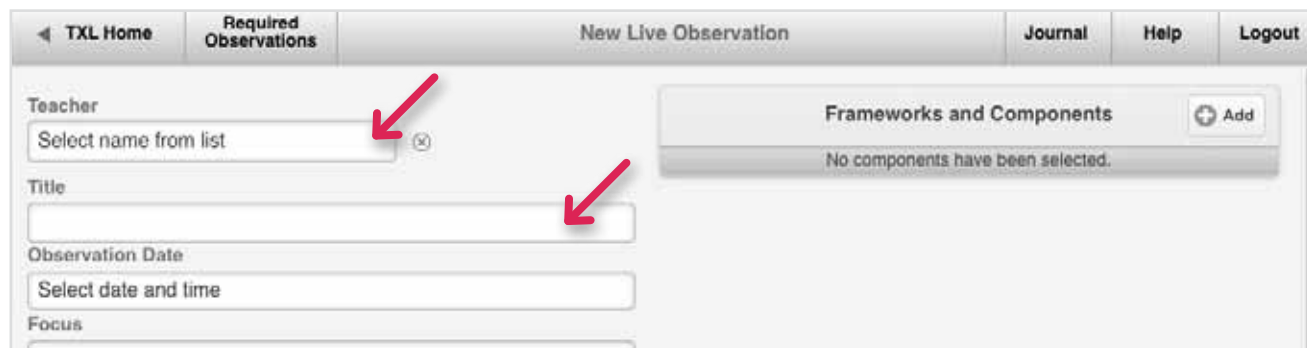 TXL Home
Required
Observations
New Live Observation
Journal
Help
Logout
Teacher
Select name from list
Title
Observation Date
Select date and time
Focus
Frameworks and Components
Add
No components have been selected.